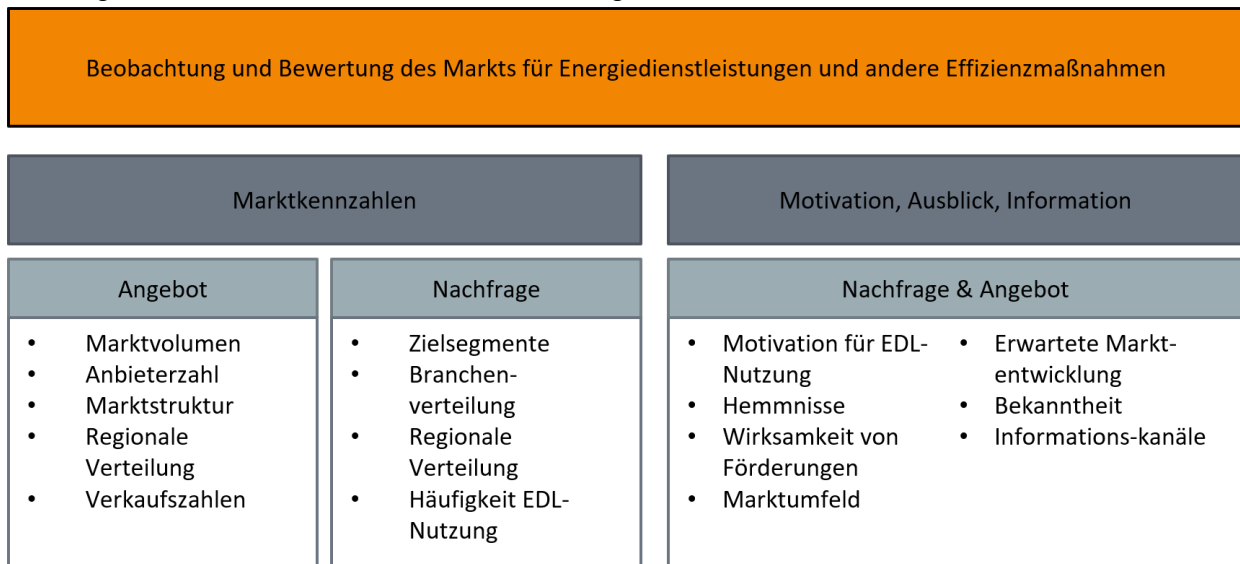 Beobachtung und Bewertung des Markts für Energiedienstleistungen und andere Effizienzmaßnahmen
Marktkennzahlen
Motivation, Ausblick, Information
Angebot
Nachfrage
Nachfrage & Angebot
• Marktvolumen
• Anbieterzahl
• Marktstruktur
• Regionale
Verteilung
• Verkaufszahlen
• Zielsegmente
• Branchen-
verteilung
• Regionale
Verteilung
• Häufigkeit EDL-
Nutzung
• Motivation für EDL-
Nutzung
• Hemmnisse
• Wirksamkeit von
Förderungen
• Marktumfeld
• Erwartete Markt-
entwicklung
• Bekanntheit
• Informations-kanäle